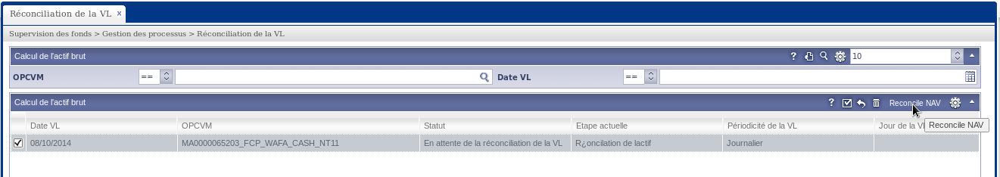 Réconciliation de la VL x
Supervision des fonds > Gestion des processus > Réconciliation de la VL
Calcul de l'actif brut ? 10
OPCVM == Date VL ==
Calcul de l'actif brut ? Reconcile NAV
Date VL OPCVM Statut Etape actuelle Périodicité de la VL Jour de la VL
Reconcile NAV
08/10/2014 MA0000065203_FCP_WAFA_CASH_NT11 En attente de la réconciliation de la VL R¿oncilation de lactif Journalier